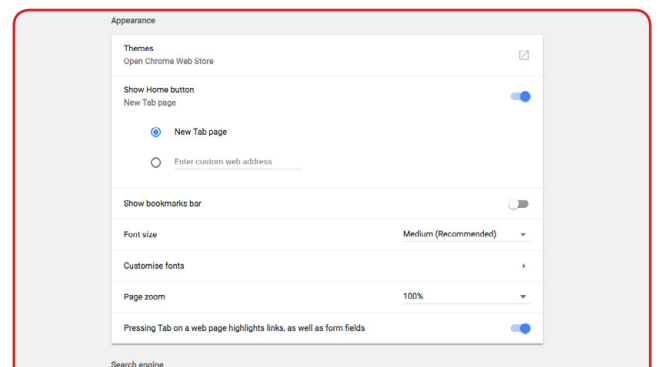 Appearance
Themes
Open Chrome Web Store
Show Home button
New Tab page
New Tab page
Enter custom web address
Show bookmarks bar
Font size
Medium (Recommended)
Customise fonts
Page zoom
100%
Pressing Tab on a web page highlights links, as well as form fields
Search engine